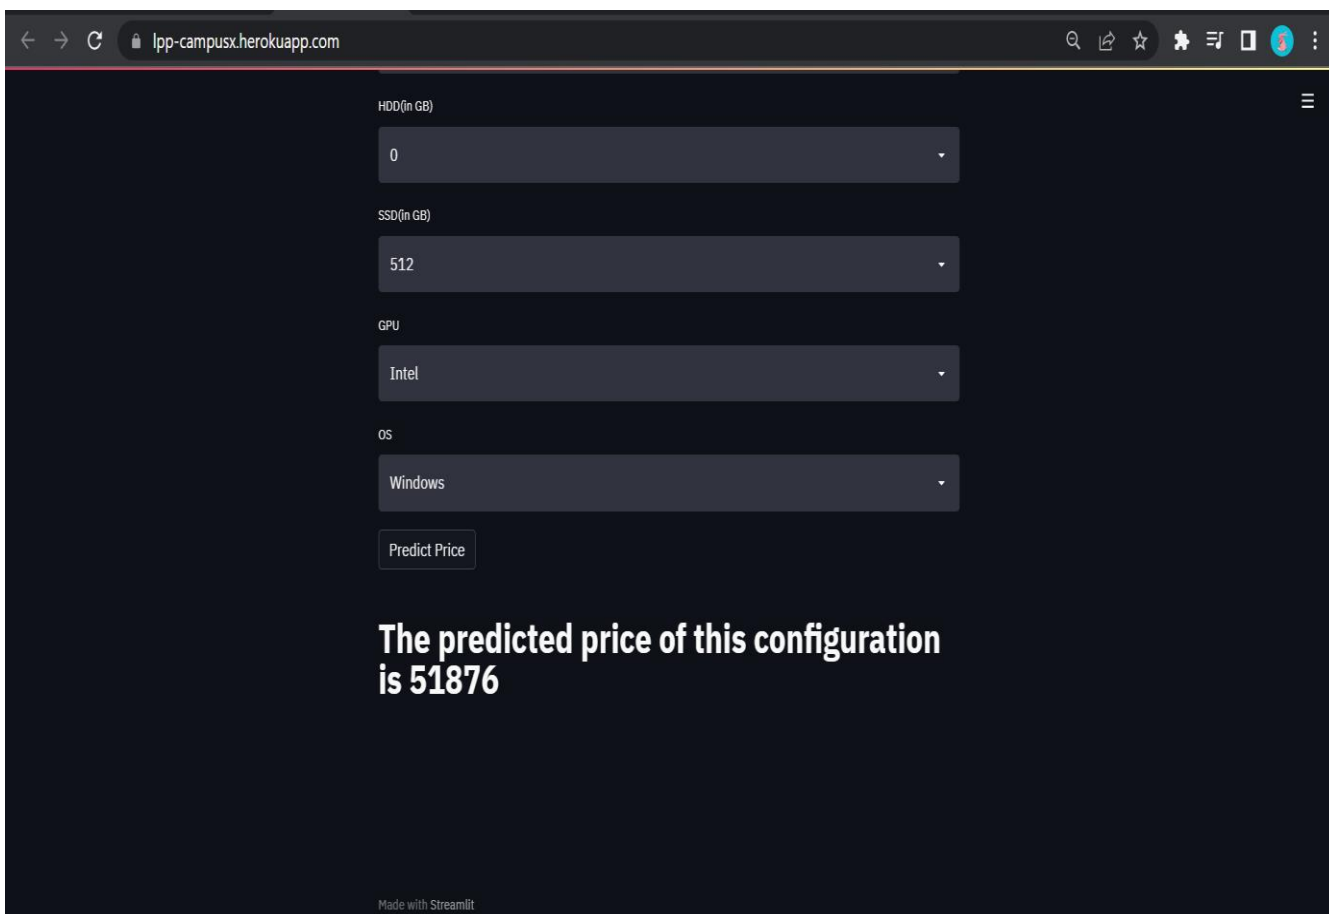 lpp-campusx.herokuapp.com
HDD(in GB)
0
SSD(in GB)
512
GPU
Intel
OS
Windows
Predict Price
The predicted price of this configuration
is 51876
Made with Streamlit